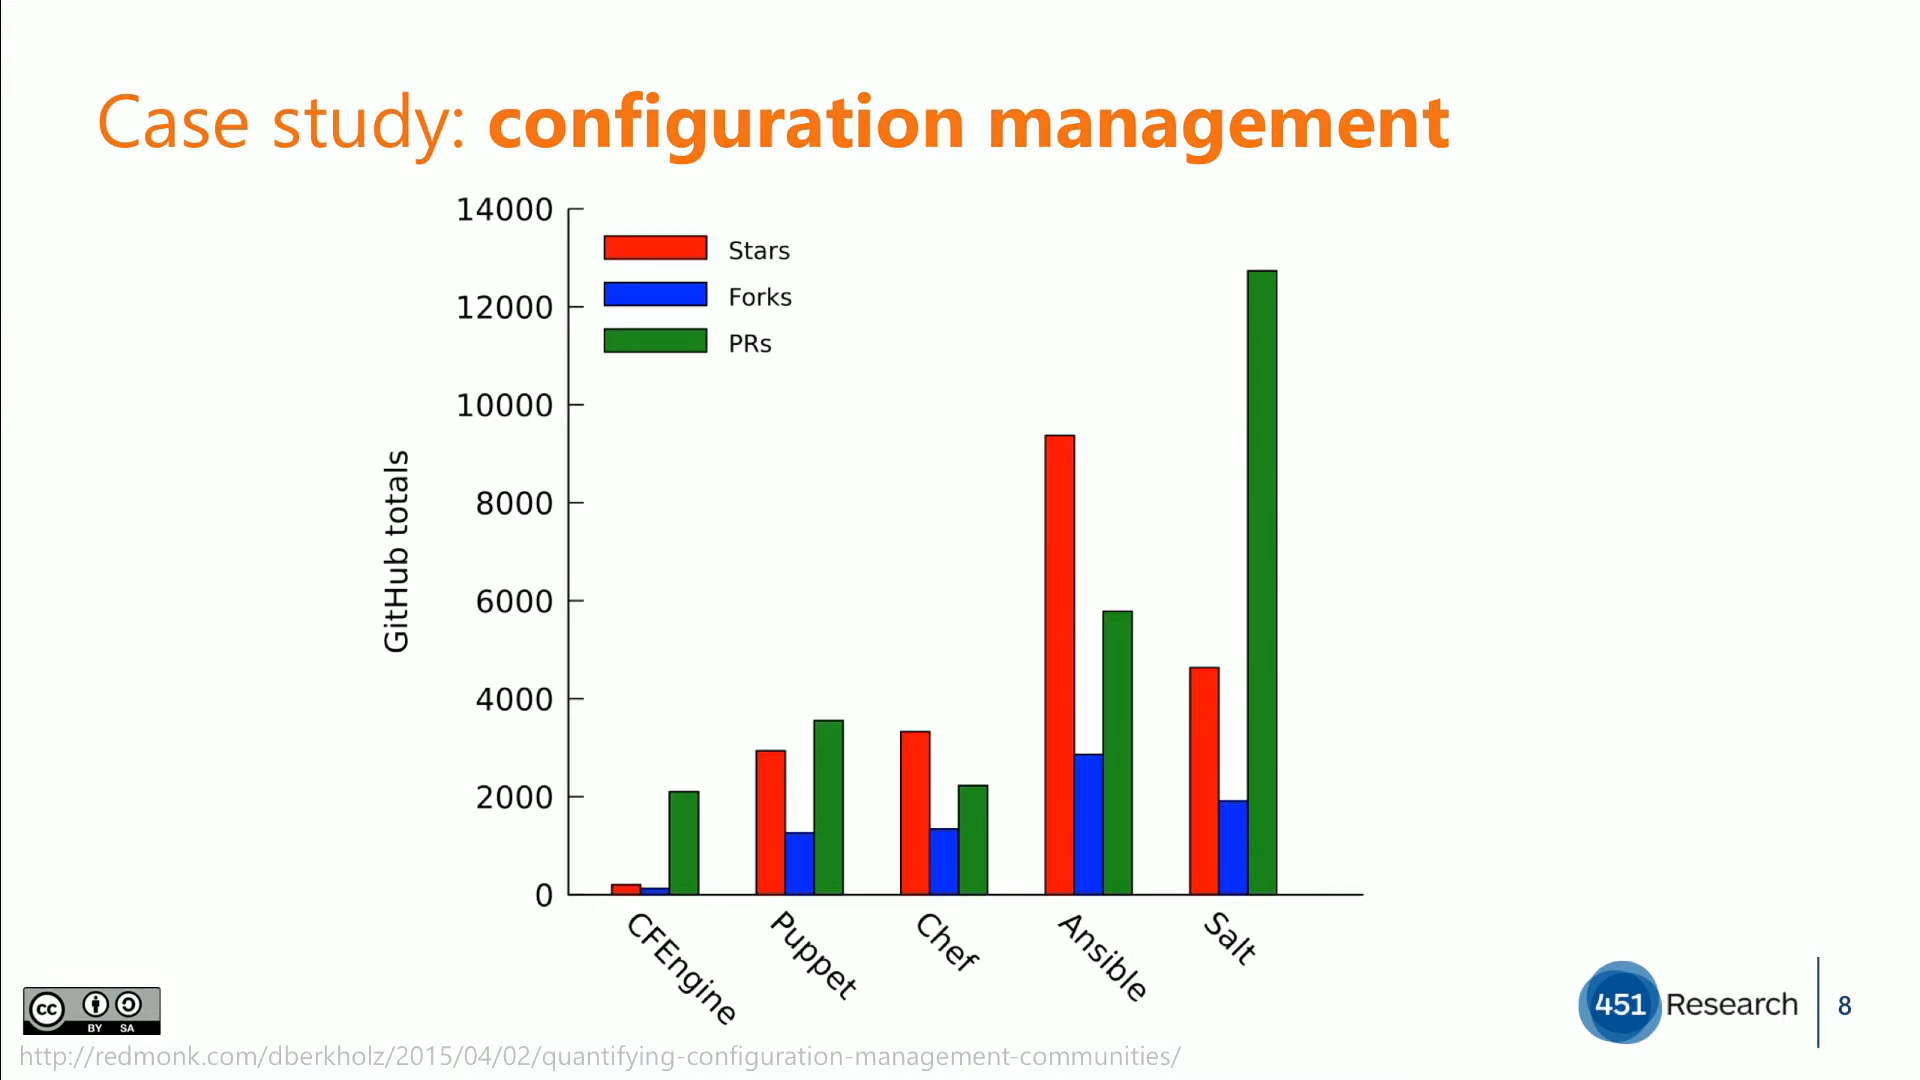 Case study: configuration management
14000
12000
10000
8000
6000
4000
2000
0
GitHub totals
Stars
Forks
PRs
CFEngine
Puppet
Chef
Ansible
Salt
cc
BY SA
451 Research
8
http://redmonk.com/dberkholz/2015/04/02/quantifying-configuration-management-communities/